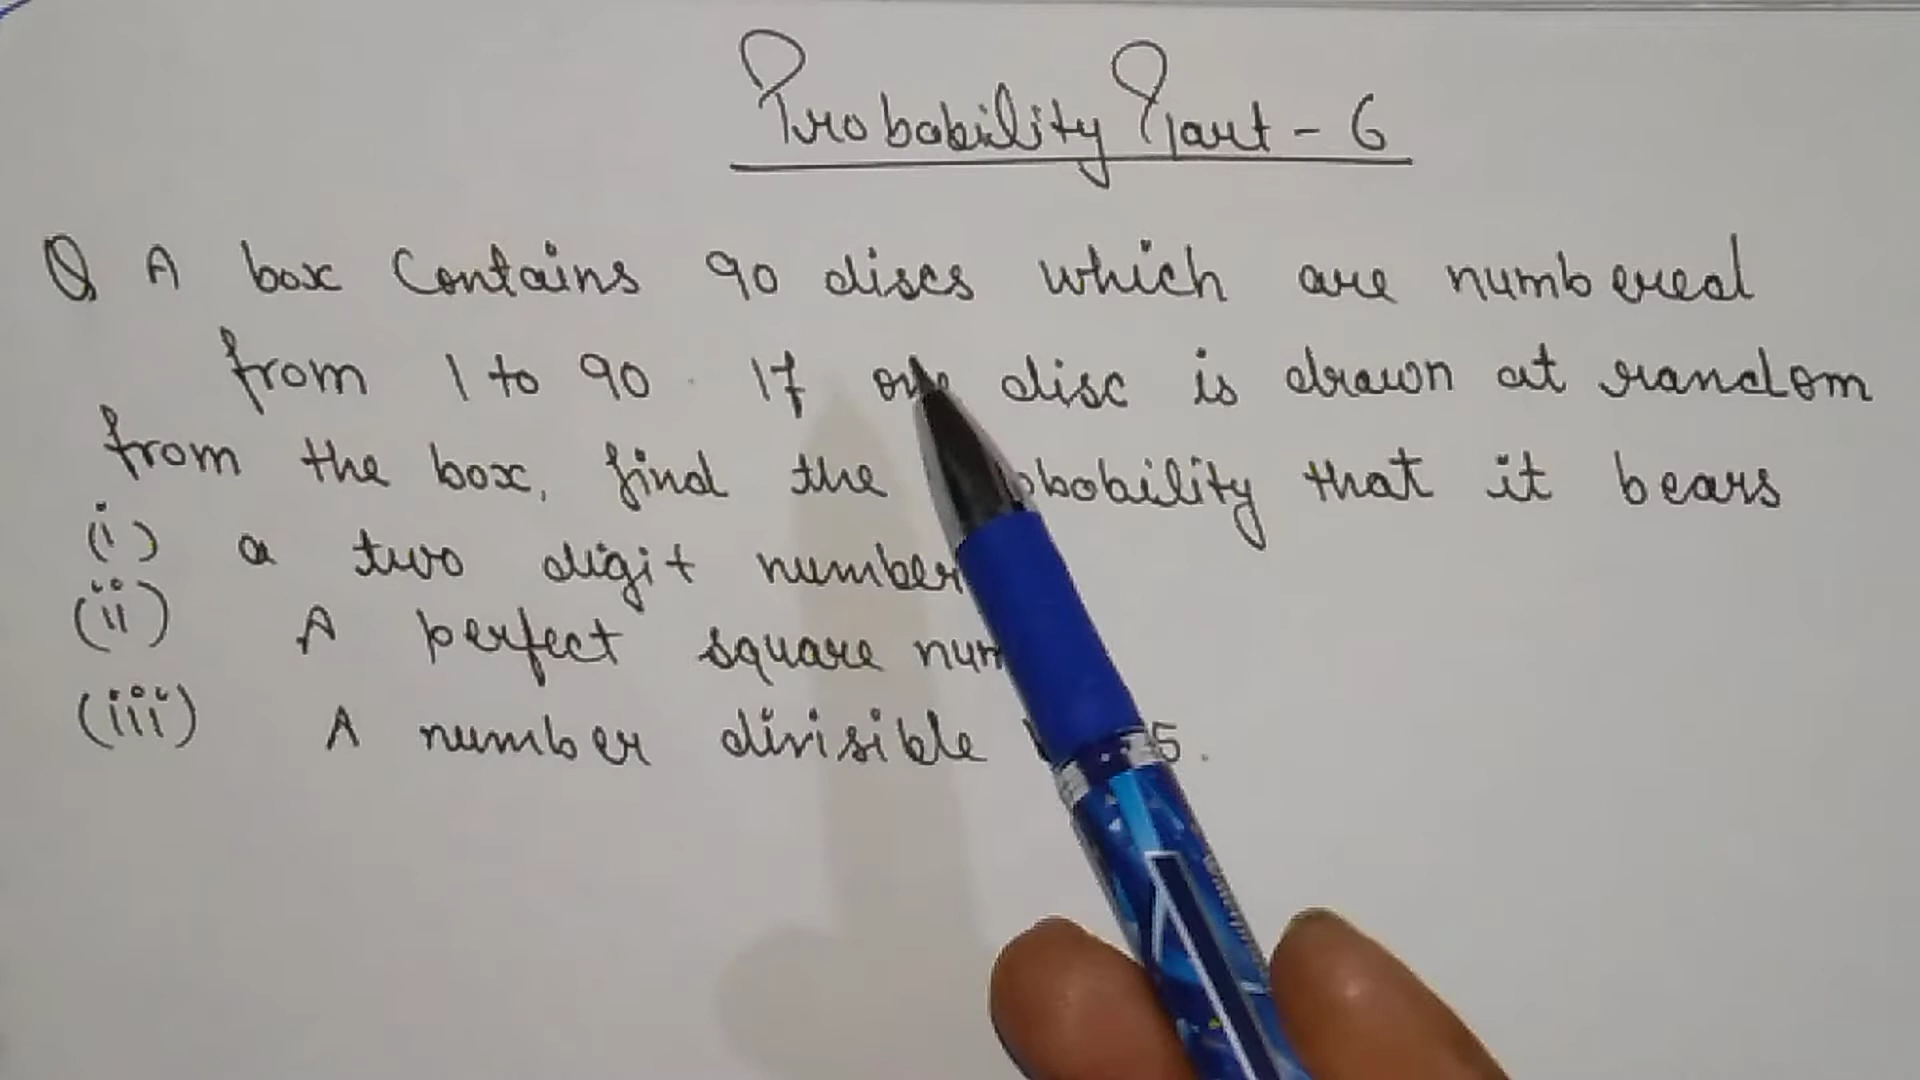 Probability Part - 6
Q A box Contains 90 discs which are numbered
from 1 to 90. If one disc is drawn at random
from the box, find the that it bears
(i) a two digit number
(ii) A perfect square
(iii) A number divisible 5.